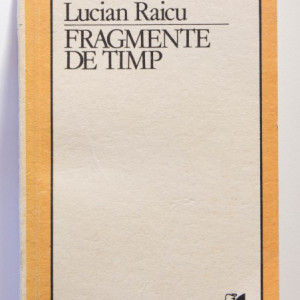 Lucian Raicu
FRAGMENTE
DE TIMP